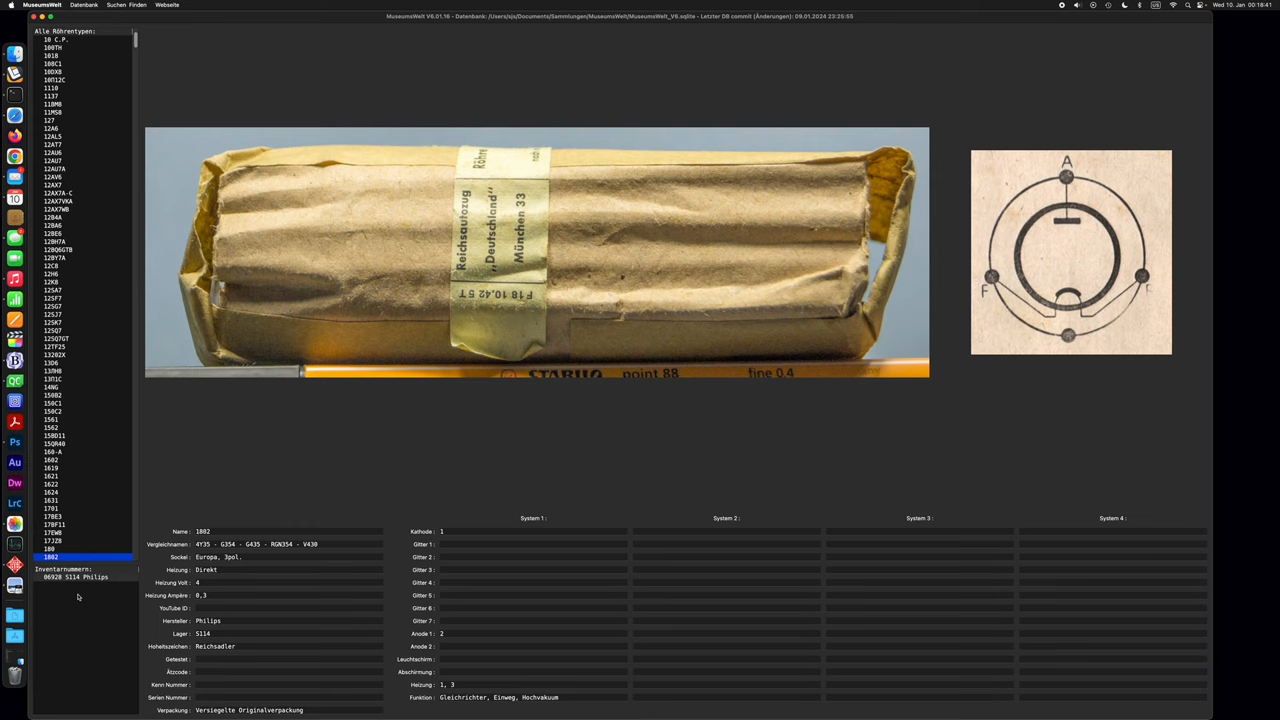 MuseumsWelt Datenbank Suchen Finden Webseite
US Wed 10. Jan 00:18:41
MuseumsWelt V6.01.16 - Datenbank: /Users/sjs/Documents/Sammlungen/MuseumsWelt/MuseumsWelt_V6.sqlite - Letzter DB commit (Änderungen): 09.01.2024 23:25:55
Alle Röhrentypen:
10 C.P.
100TH
1018
108C1
10DXB
10П12С
1110
1137
11BM8
11MSB
127
12A6
12AL5
12AT7
12AU6
12AU7
12AU7A
12AV6
12AX7
12AX7A-C
12AX7VKA
12AX7WB
12B4A
12BA6
12BE6
12BH7A
12BQ6GTB
12BY7A
12C8
12H6
12K8
12SA7
12SF7
12SG7
12SJ7
12SK7
12SQ7
12SQ7GT
12TF25
13202X
13D6
13П1С
14NG
150B2
150C1
150C2
1561
1562
15BD11
15QR40
160-A
1602
1619
1621
1622
1624
1631
1701
17BE3
17BF11
17EW8
17JZ8
180
1802
Inventarnummern:
06928 S114 Philips
Röhre
Reichsautozug
„Deutschland“
München 33
F18 10.42 5T
STABILO point 88 fine 0.4
A
F
System 1 : System 2 : System 3 : System 4 :
Name : 1802
Vergleichnamen : 4Y35 - G354 - G435 - RGN354 - V430
Sockel : Europa, 3pol.
Heizung : Direkt
Heizung Volt : 4
Heizung Ampère : 0,3
YouTube ID :
Hersteller : Philips
Lager : S114
Hoheitszeichen : Reichsadler
Getestet :
Ätzcode :
Kenn Nummer :
Serien Nummer :
Verpackung : Versiegelte Originalverpackung
Kathode : 1
Gitter 1 :
Gitter 2 :
Gitter 3 :
Gitter 4 :
Gitter 5 :
Gitter 6 :
Gitter 7 :
Anode 1 : 2
Anode 2 :
Leuchtschirm :
Abschirmung :
Heizung : 1, 3
Funktion : Gleichrichter, Einweg, Hochvakuum